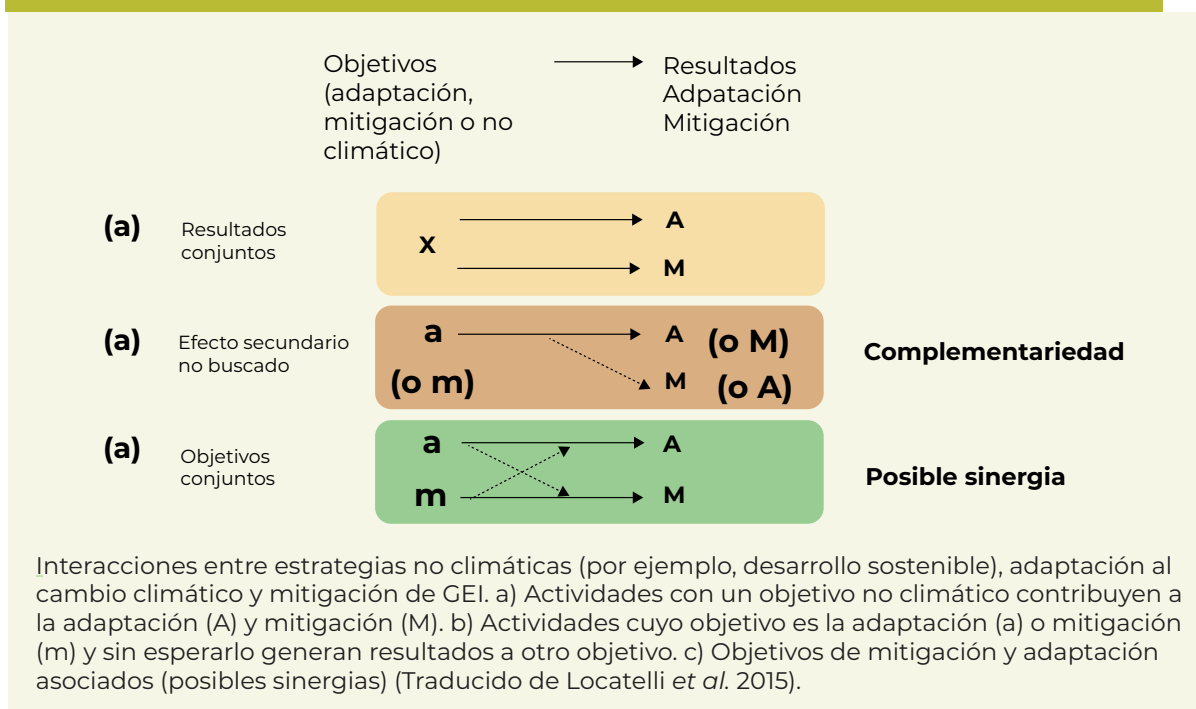 Objetivos
(adaptación,
mitigación o no
climático)
Resultados
Adpatación
Mitigación
(a)
Resultados
conjuntos
x
A
M
(a)
Efecto secundario
no buscado
a
(o m)
A (o M)
M (o A)
Complementariedad
(a)
Objetivos
conjuntos
a
m
A
M
Posible sinergia
Interacciones entre estrategias no climáticas (por ejemplo, desarrollo sostenible), adaptación al
cambio climático y mitigación de GEI. a) Actividades con un objetivo no climático contribuyen a
la adaptación (A) y mitigación (M). b) Actividades cuyo objetivo es la adaptación (a) o mitigación
(m) y sin esperarlo generan resultados a otro objetivo. c) Objetivos de mitigación y adaptación
asociados (posibles sinergias) (Traducido de Locatelli et al. 2015).